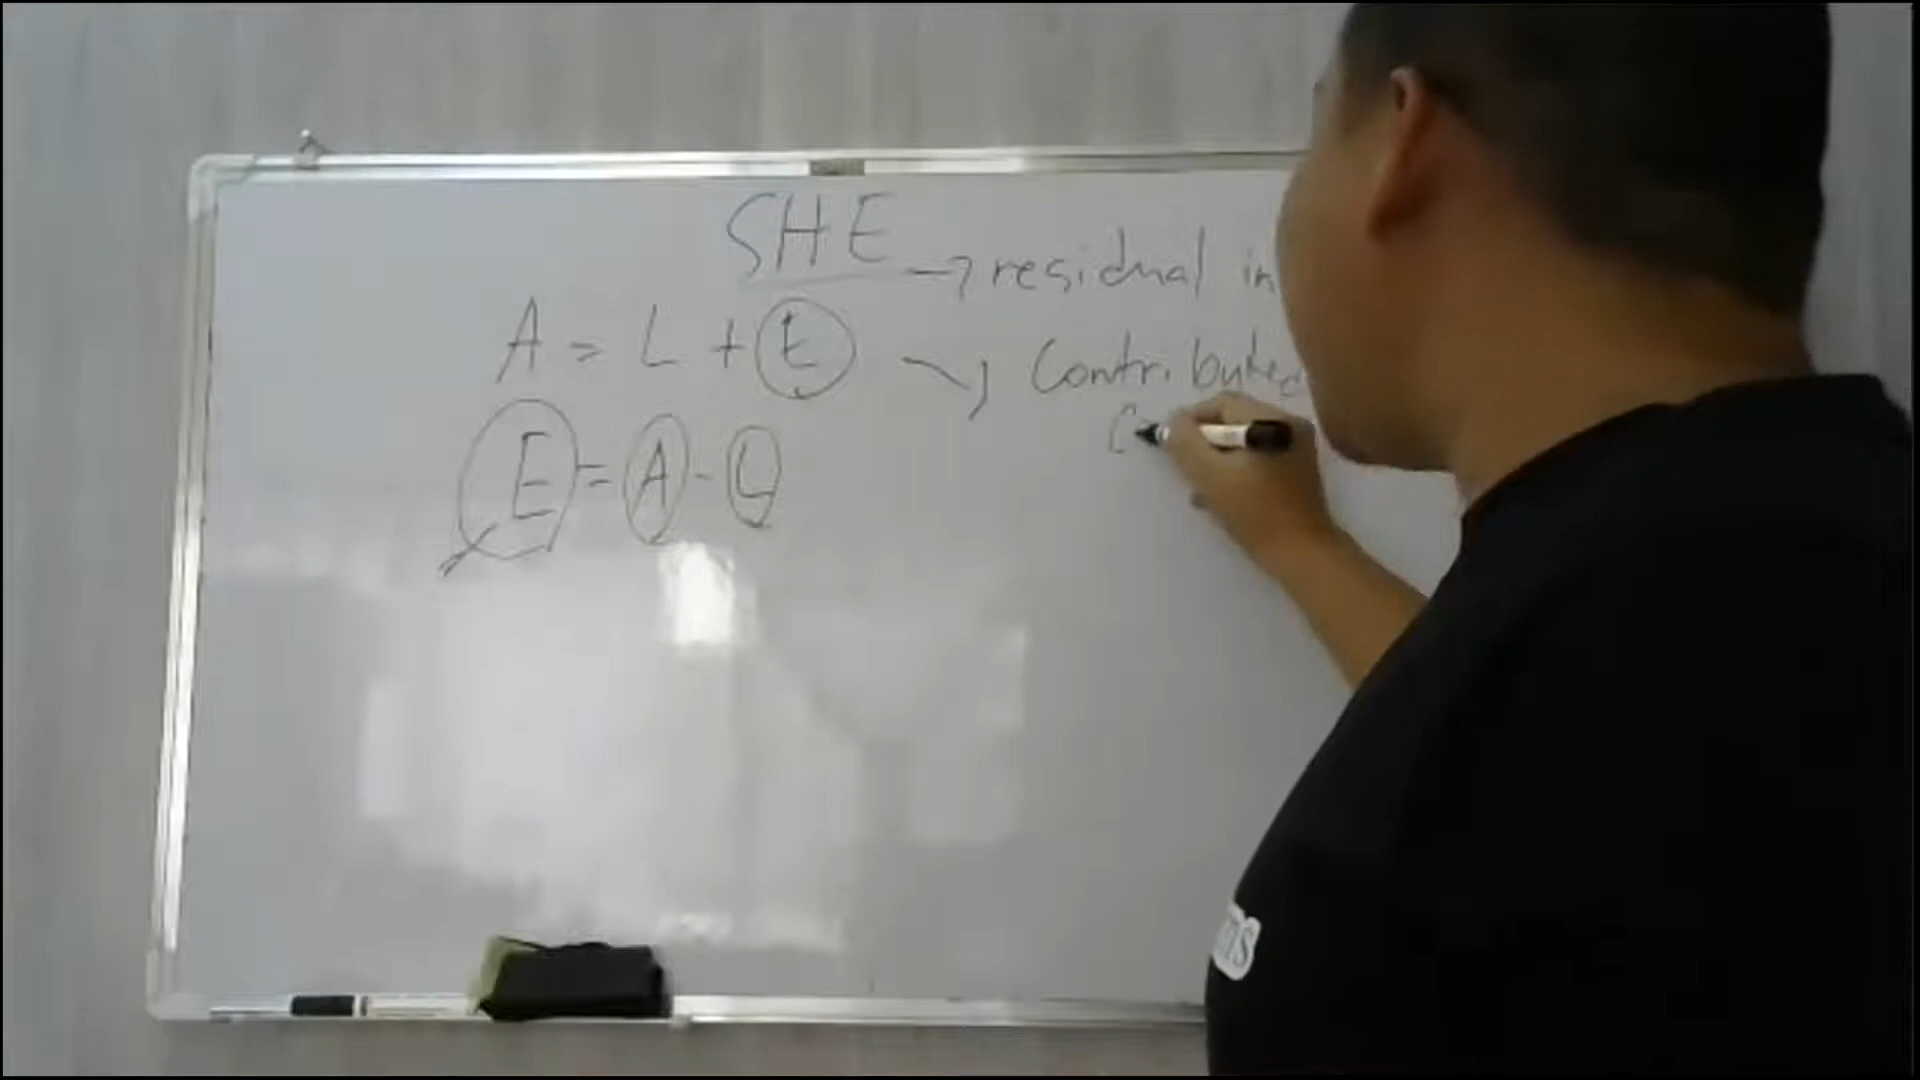 SHE
→ residual in
A = L + E
→ Contributed
E = A - L